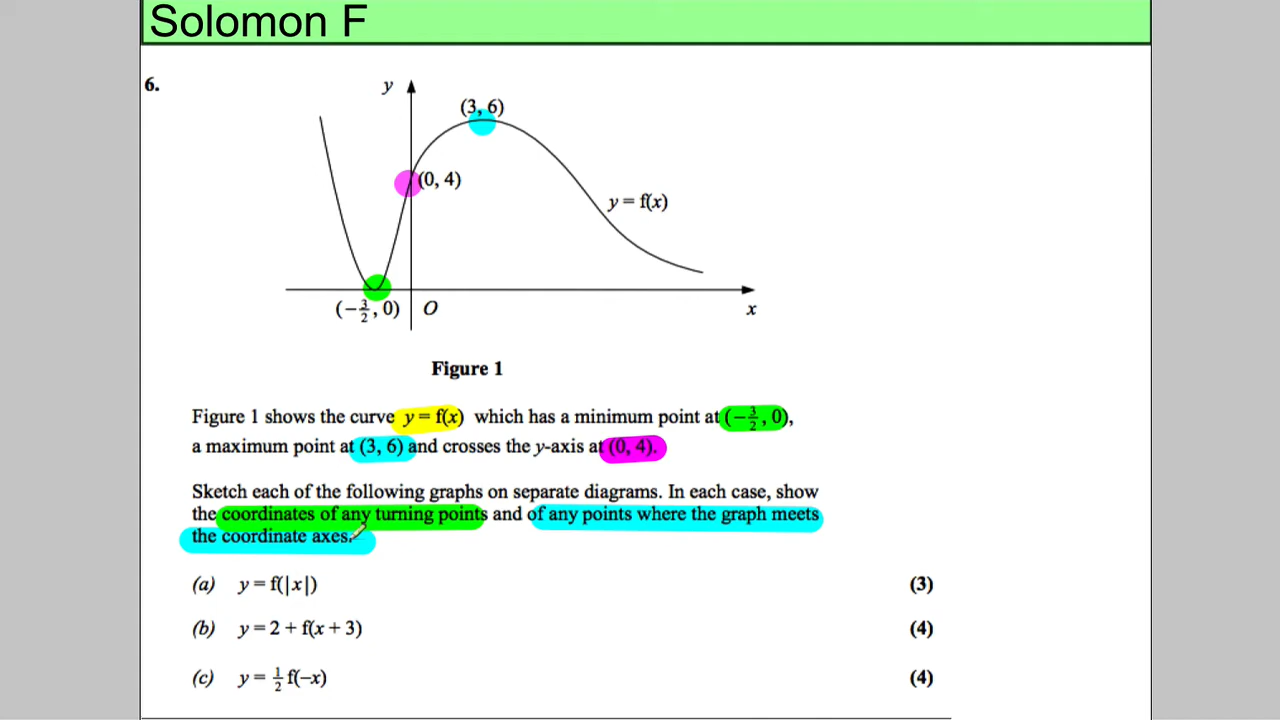 Solomon F
6.
y
(3, 6)
(0, 4)
y = f(x)
(−3/2, 0)
O
x
Figure 1
Figure 1 shows the curve y = f(x) which has a minimum point at (−3/2, 0),
a maximum point at (3, 6) and crosses the y-axis at (0, 4).
Sketch each of the following graphs on separate diagrams. In each case, show
the coordinates of any turning points and of any points where the graph meets
the coordinate axes.
(a) y = f(|x|) (3)
(b) y = 2 + f(x + 3) (4)
(c) y = 1/2 f(−x) (4)